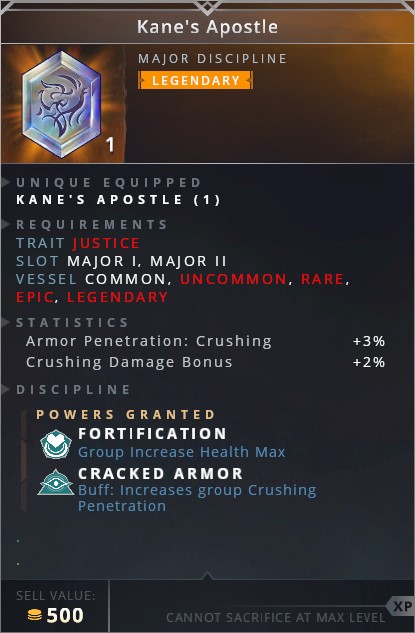 Kane's Apostle
MAJOR DISCIPLINE
LEGENDARY
1
UNIQUE EQUIPPED
KANE'S APOSTLE (1)
REQUIREMENTS
TRAIT JUSTICE
SLOT MAJOR I, MAJOR II
VESSEL COMMON, UNCOMMON, RARE,
EPIC, LEGENDARY
STATISTICS
Armor Penetration: Crushing +3%
Crushing Damage Bonus +2%
DISCIPLINE
POWERS GRANTED
FORTIFICATION
Group Increase Health Max
CRACKED ARMOR
Buff: Increases group Crushing
Penetration
.
.
SELL VALUE:
500
XP
CANNOT SACRIFICE AT MAX LEVEL